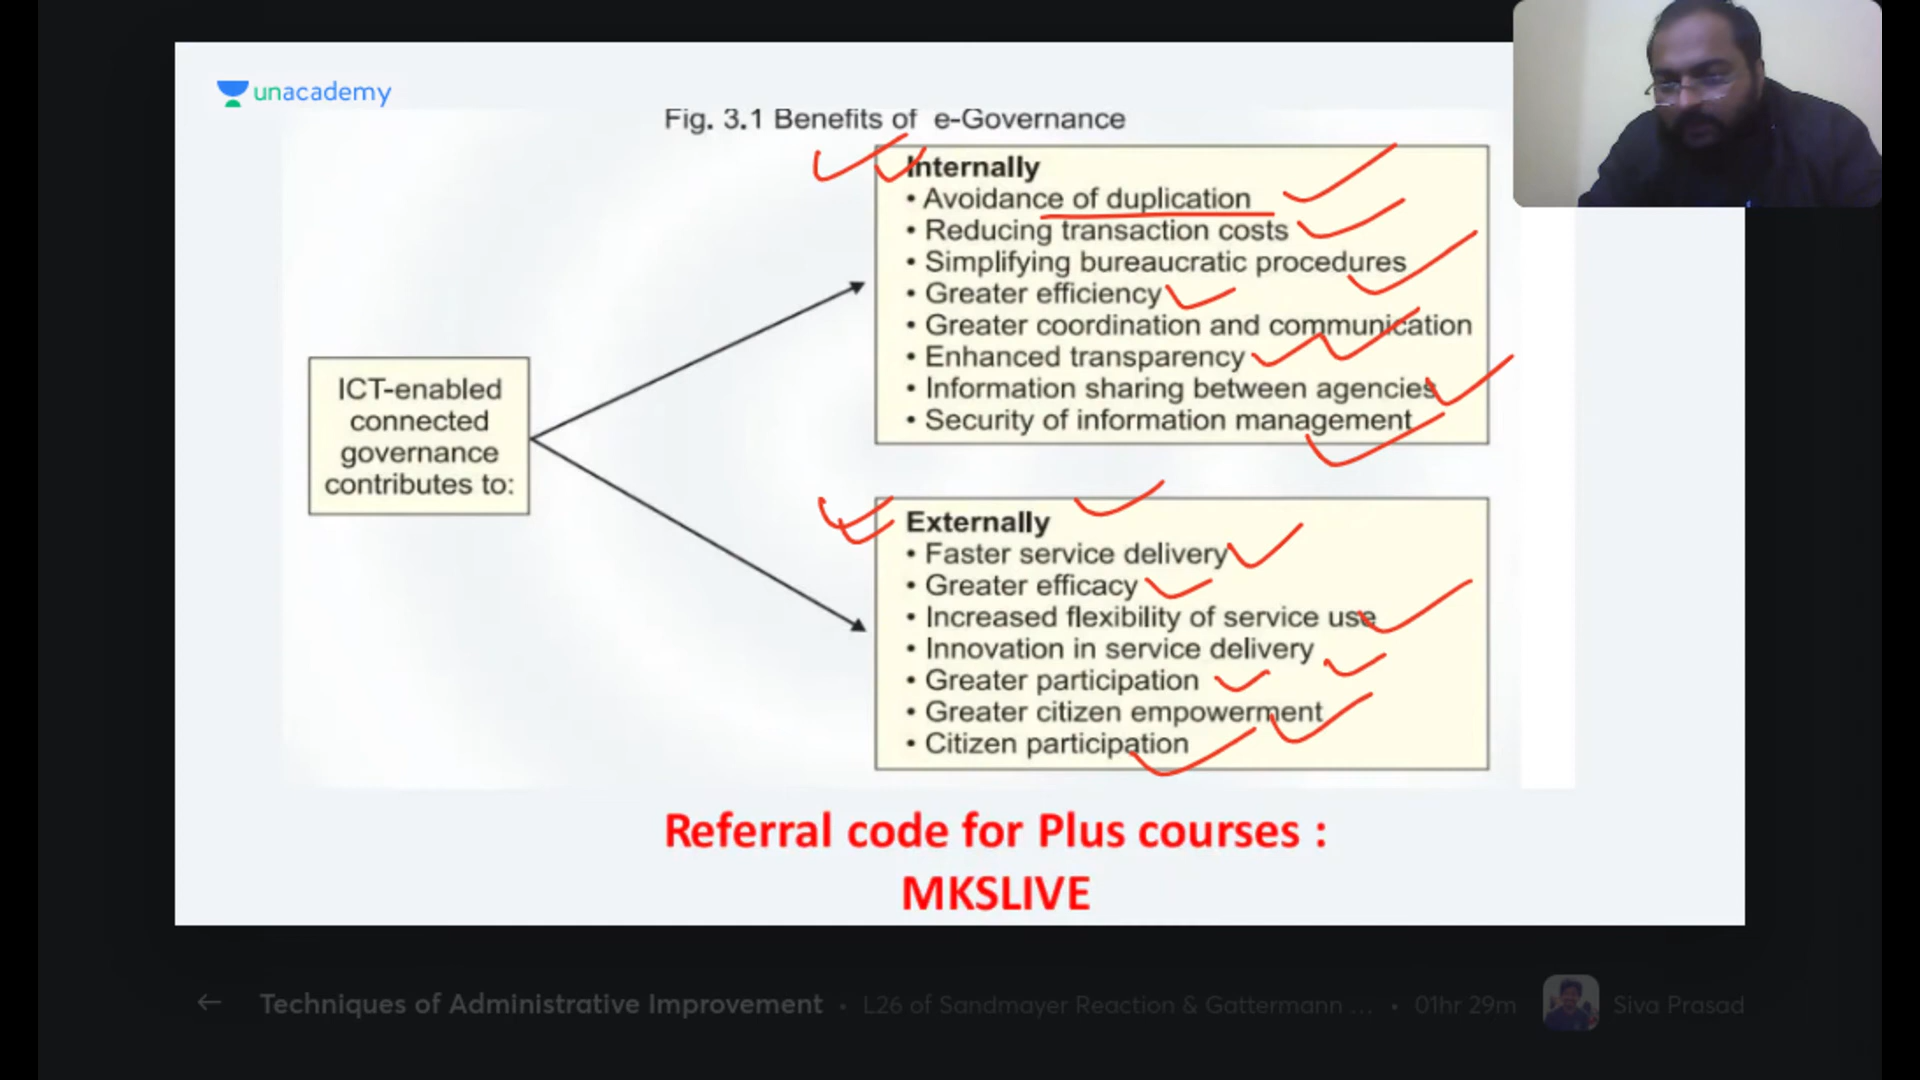 unacademy
Fig. 3.1 Benefits of e-Governance
Internally
• Avoidance of duplication
• Reducing transaction costs
• Simplifying bureaucratic procedures
• Greater efficiency
• Greater coordination and communication
• Enhanced transparency
• Information sharing between agencies
• Security of information management
ICT-enabled
connected
governance
contributes to:
Externally
• Faster service delivery
• Greater efficacy
• Increased flexibility of service use
• Innovation in service delivery
• Greater participation
• Greater citizen empowerment
• Citizen participation
Referral code for Plus courses :
MKSLIVE
Techniques of Administrative Improvement • L26 of Sandmayer Reaction & Gattermann ... • 01hr 29m Siva Prasad